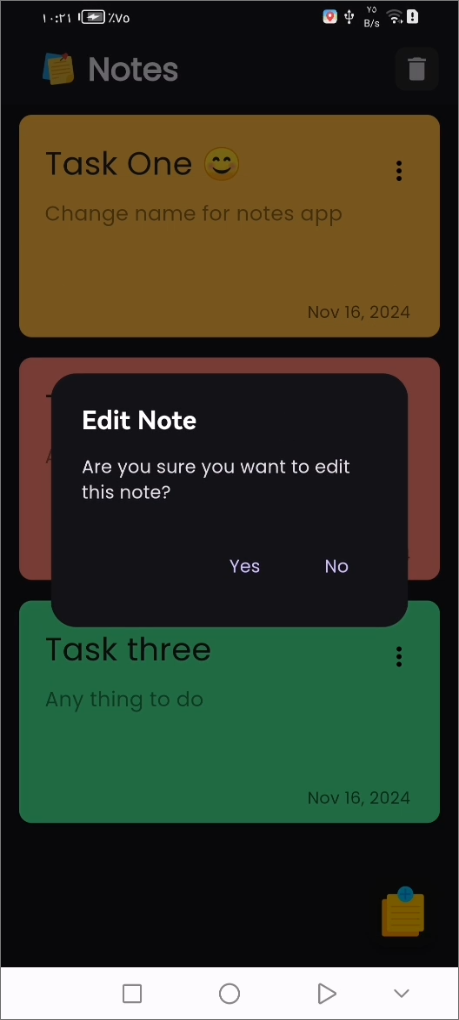 ١٠:٢١ ٪٧٥
٧٥
B/s
Notes
Task One 😊
Change name for notes app
Nov 16, 2024
Edit Note
Are you sure you want to edit
this note?
Yes
No
Task three
Any thing to do
Nov 16, 2024